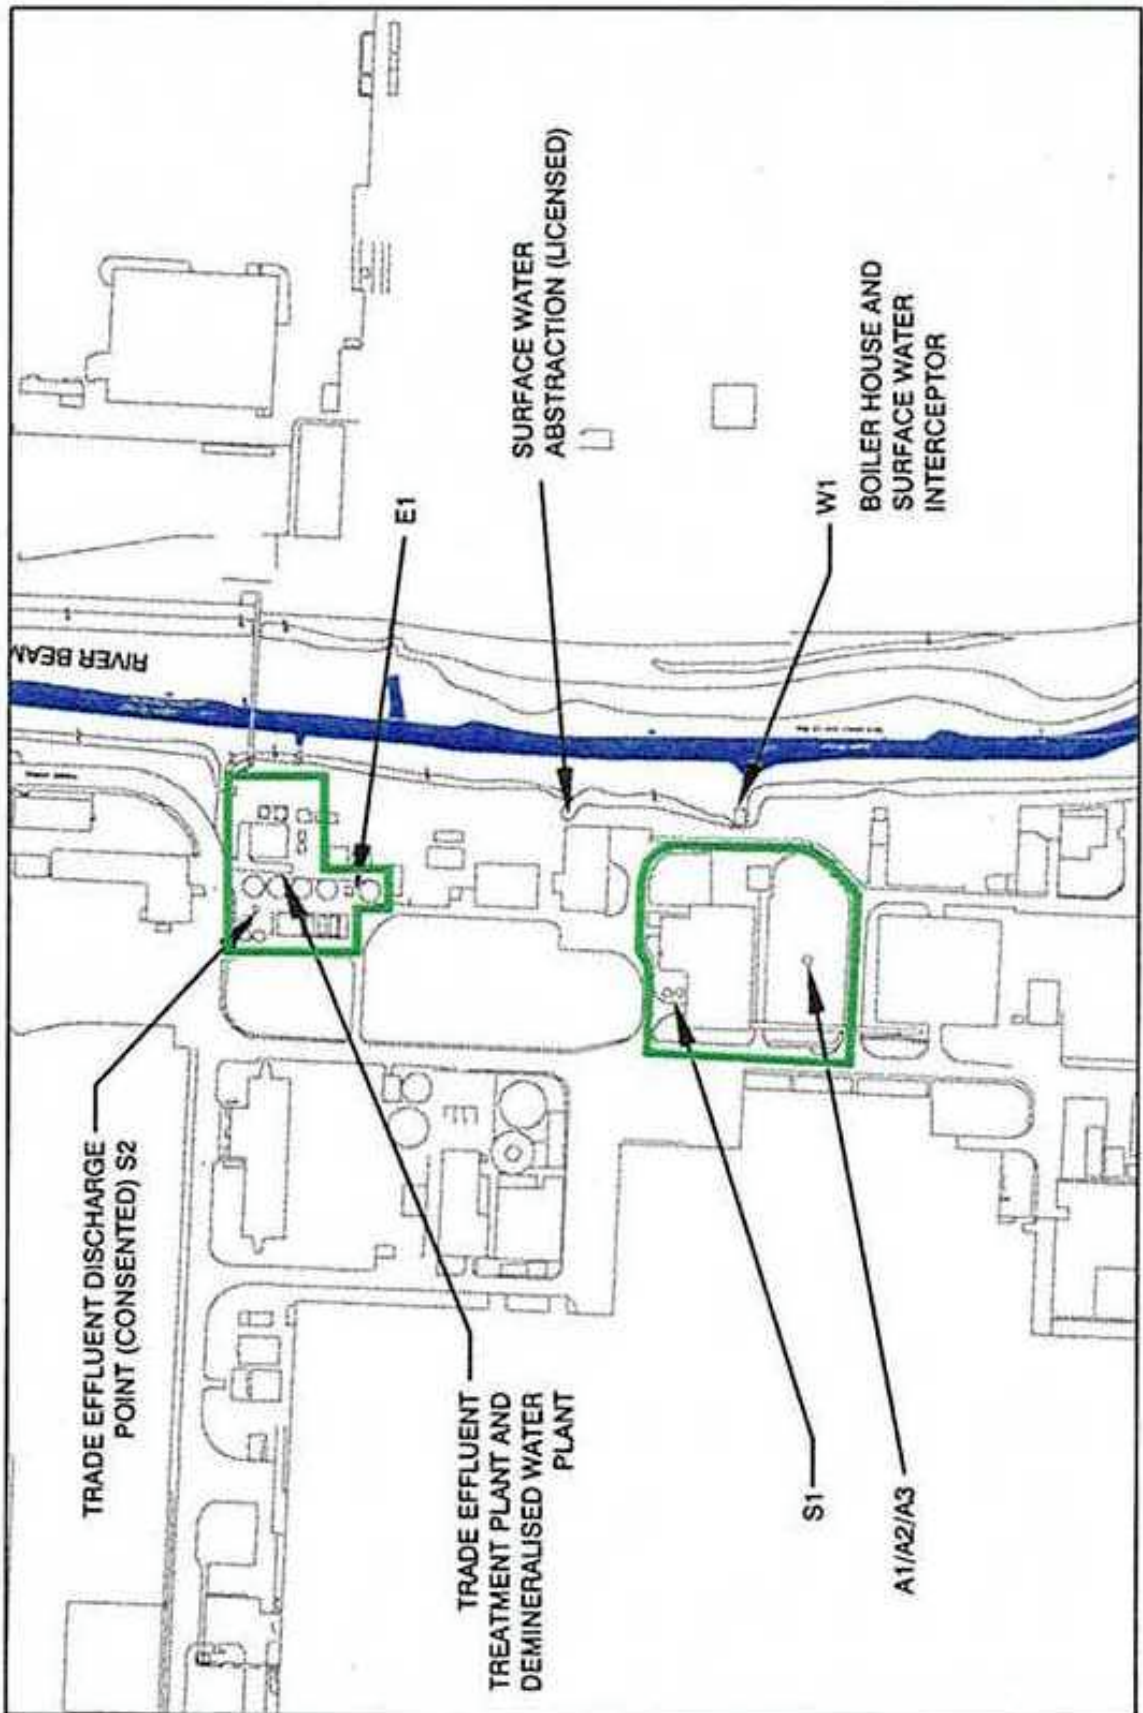 TRADE EFFLUENT DISCHARGE
POINT (CONSENTED) S2
TRADE EFFLUENT
TREATMENT PLANT AND
DEMINERALISED WATER
PLANT
S1
A1/A2/A3
RIVER BEAM
E1
SURFACE WATER
ABSTRACTION (LICENSED)
W1
BOILER HOUSE AND
SURFACE WATER
INTERCEPTOR